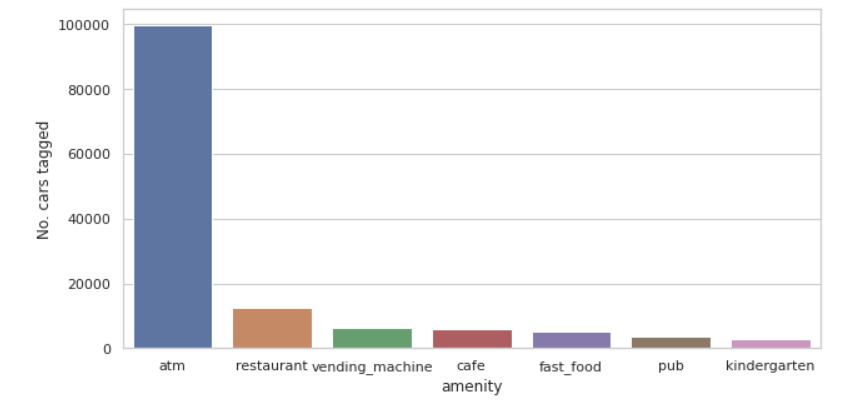 100000
80000
60000
40000
20000
0
No. cars tagged
atm restaurant vending_machine cafe fast_food pub kindergarten
amenity